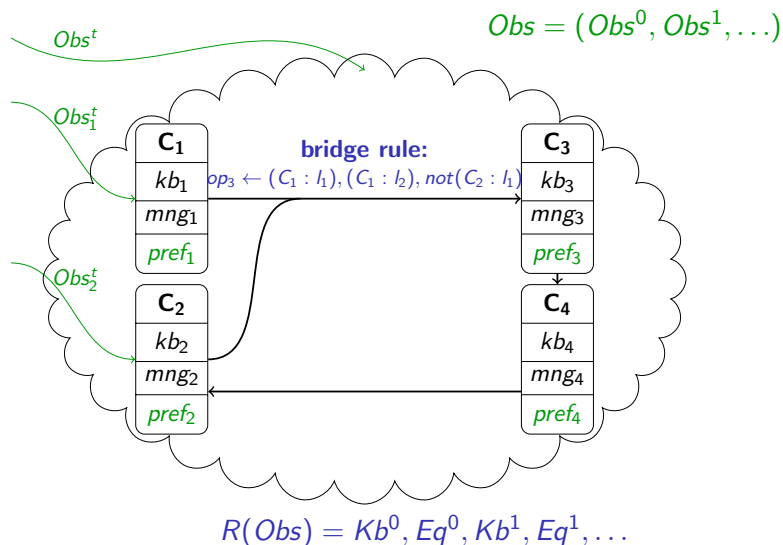 Obs = (Obs⁰, Obs¹, . . .)
Obsᵗ
Obs₁ᵗ
C₁
kb₁
mng₁
pref₁
bridge rule:
op₃ ← (C₁ : l₁), (C₁ : l₂), not(C₂ : l₁)
C₃
kb₃
mng₃
pref₃
Obs₂ᵗ
C₂
kb₂
mng₂
pref₂
C₄
kb₄
mng₄
pref₄
R(Obs) = Kb⁰, Eq⁰, Kb¹, Eq¹, . . .